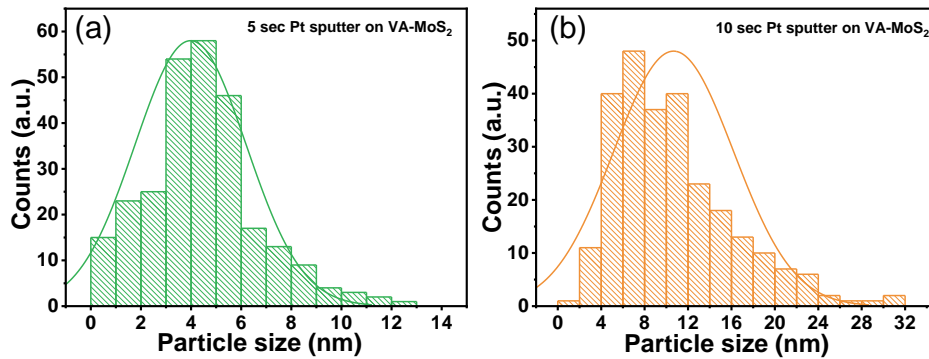 (a)
5 sec Pt sputter on VA-MoS₂
Counts (a.u.)
60
50
40
30
20
10
0
0 2 4 6 8 10 12 14
Particle size (nm)
(b)
10 sec Pt sputter on VA-MoS₂
Counts (a.u.)
50
40
30
20
10
0
0 4 8 12 16 20 24 28 32
Particle size (nm)